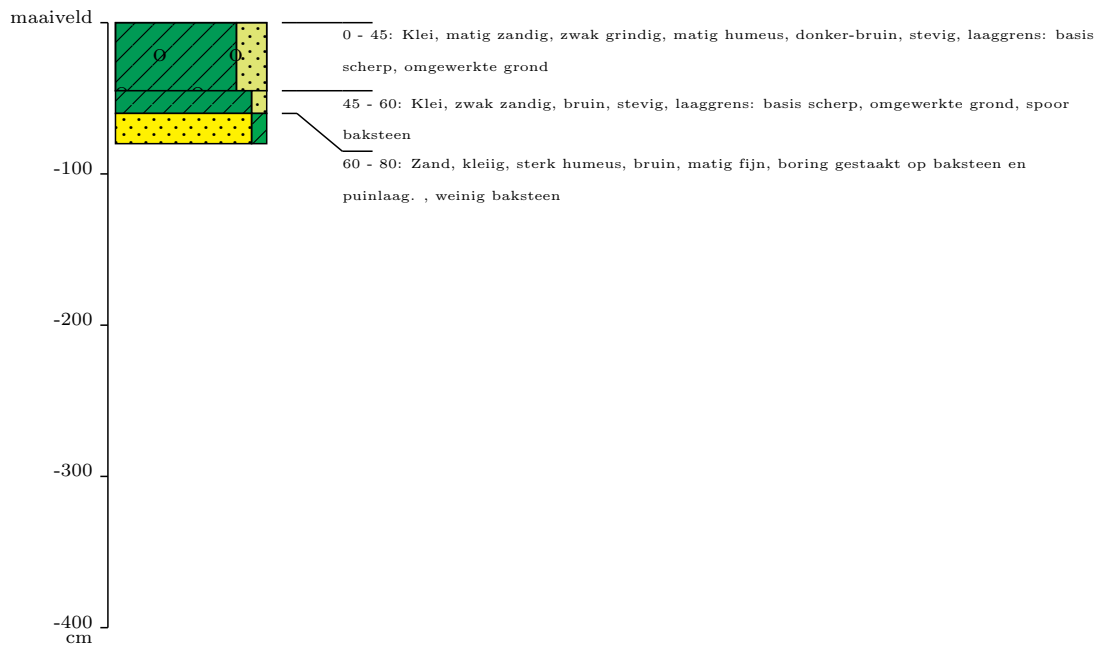 maaiveld
0 - 45: Klei, matig zandig, zwak grindig, matig humeus, donker-bruin, stevig, laaggrens: basis
scherp, omgewerkte grond
45 - 60: Klei, zwak zandig, bruin, stevig, laaggrens: basis scherp, omgewerkte grond, spoor
baksteen
60 - 80: Zand, kleiig, sterk humeus, bruin, matig fijn, boring gestaakt op baksteen en
puinlaag. , weinig baksteen
-100
-200
-300
-400
cm